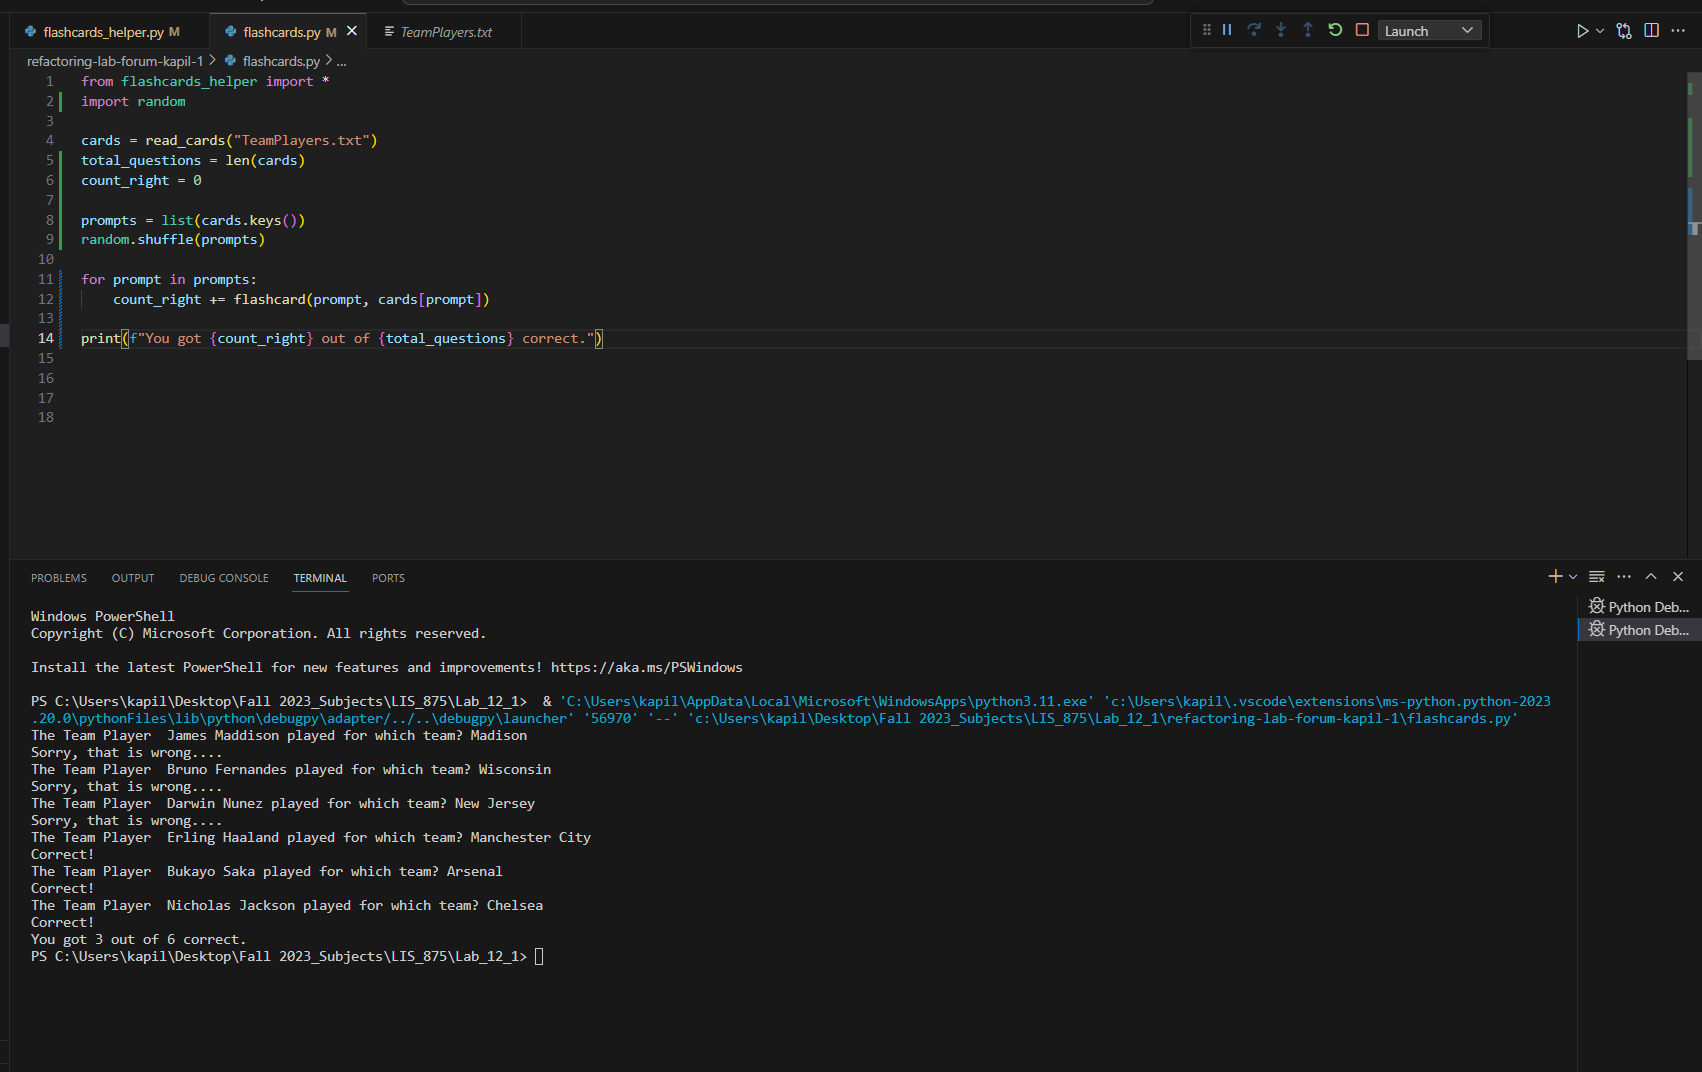 flashcards_helper.py M
flashcards.py M
TeamPlayers.txt
Launch
refactoring-lab-forum-kapil-1 > flashcards.py > ...
1 from flashcards_helper import *
2 import random
3
4 cards = read_cards("TeamPlayers.txt")
5 total_questions = len(cards)
6 count_right = 0
7
8 prompts = list(cards.keys())
9 random.shuffle(prompts)
10
11 for prompt in prompts:
12     count_right += flashcard(prompt, cards[prompt])
13
14 print(f"You got {count_right} out of {total_questions} correct.")
15
16
17
18
PROBLEMS OUTPUT DEBUG CONSOLE TERMINAL PORTS
Python Deb...
Python Deb...
Windows PowerShell
Copyright (C) Microsoft Corporation. All rights reserved.
Install the latest PowerShell for new features and improvements! https://aka.ms/PSWindows
PS C:\Users\kapil\Desktop\Fall 2023_Subjects\LIS_875\Lab_12_1>  & 'C:\Users\kapil\AppData\Local\Microsoft\WindowsApps\python3.11.exe' 'c:\Users\kapil\.vscode\extensions\ms-python.python-2023
.20.0\pythonFiles\lib\python\debugpy\adapter/../..\debugpy\launcher' '56970' '--' 'c:\Users\kapil\Desktop\Fall 2023_Subjects\LIS_875\Lab_12_1\refactoring-lab-forum-kapil-1\flashcards.py'
The Team Player  James Maddison played for which team? Madison
Sorry, that is wrong....
The Team Player  Bruno Fernandes played for which team? Wisconsin
Sorry, that is wrong....
The Team Player  Darwin Nunez played for which team? New Jersey
Sorry, that is wrong....
The Team Player  Erling Haaland played for which team? Manchester City
Correct!
The Team Player  Bukayo Saka played for which team? Arsenal
Correct!
The Team Player  Nicholas Jackson played for which team? Chelsea
Correct!
You got 3 out of 6 correct.
PS C:\Users\kapil\Desktop\Fall 2023_Subjects\LIS_875\Lab_12_1>